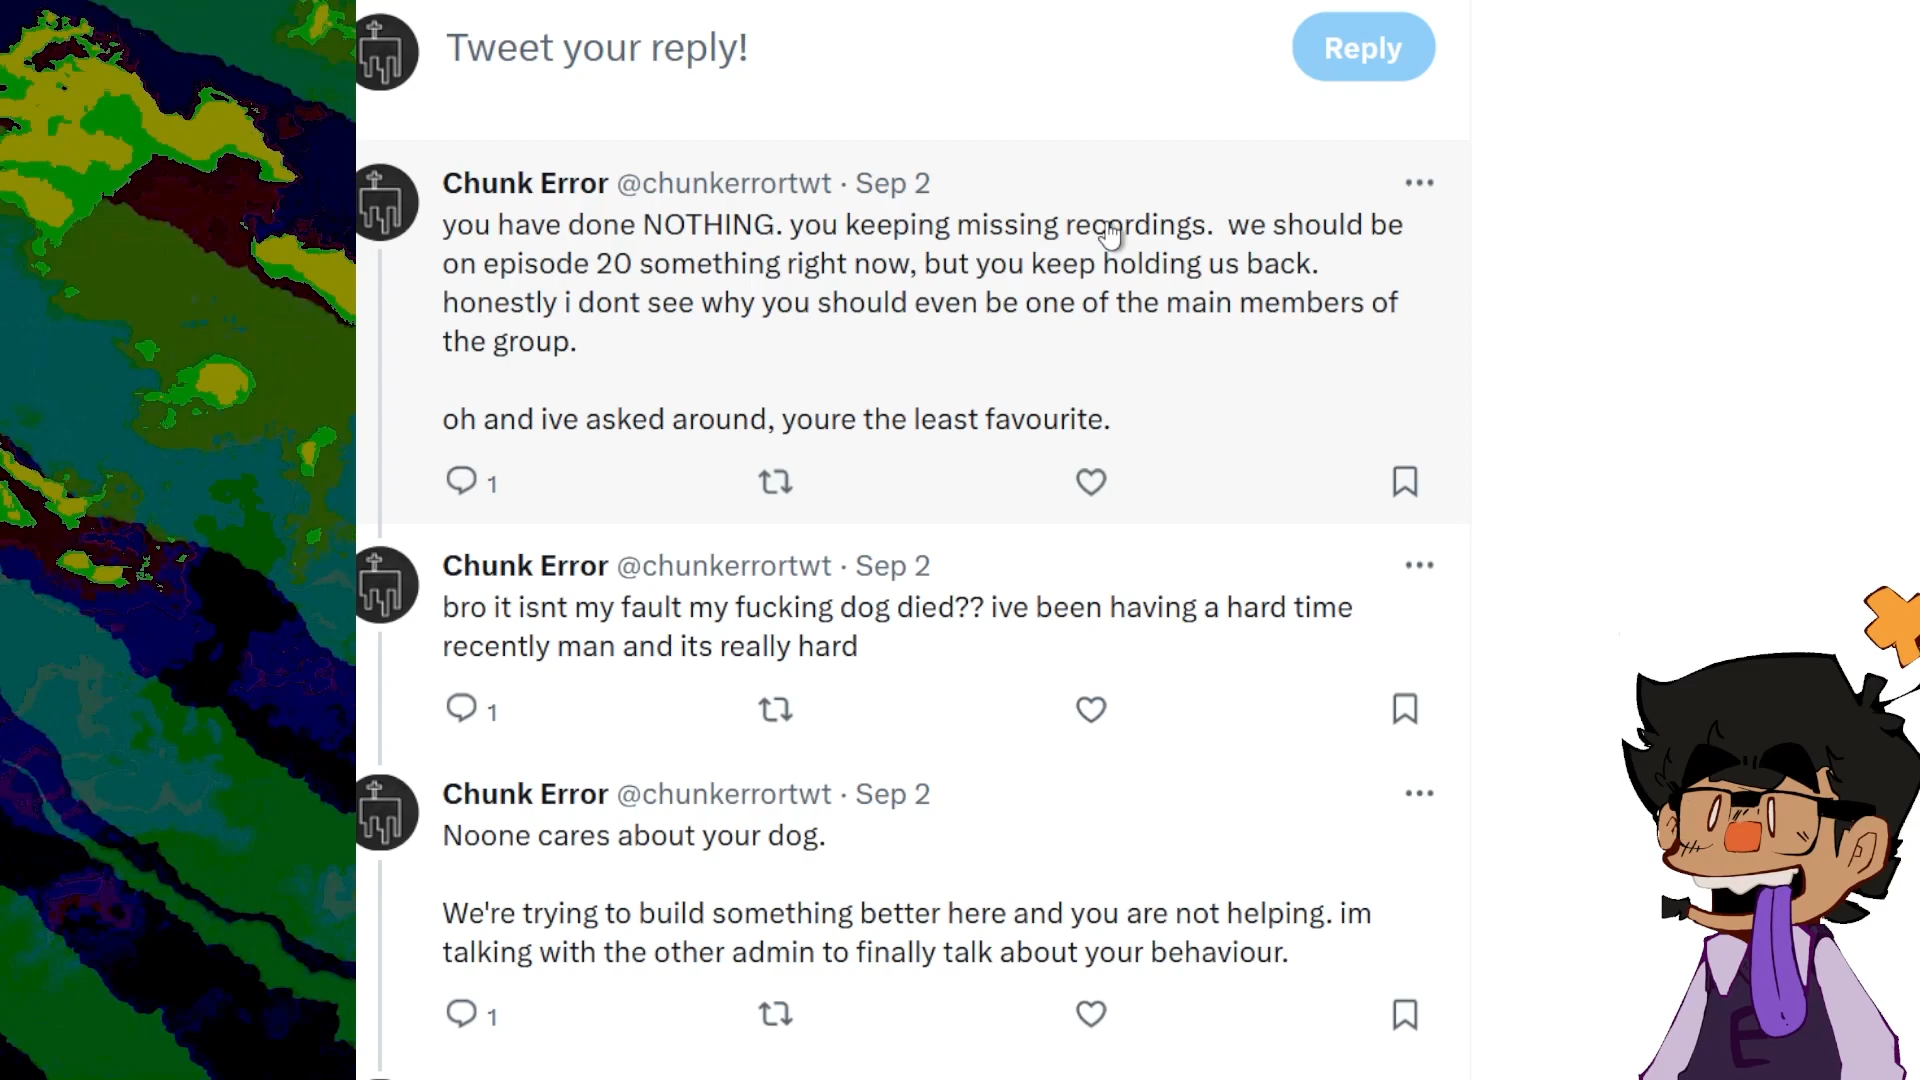 Tweet your reply!
Reply
Chunk Error @chunkerrortwt · Sep 2
you have done NOTHING. you keeping missing recordings.  we should be
on episode 20 something right now, but you keep holding us back.
honestly i dont see why you should even be one of the main members of
the group.
oh and ive asked around, youre the least favourite.
1
Chunk Error @chunkerrortwt · Sep 2
bro it isnt my fault my fucking dog died?? ive been having a hard time
recently man and its really hard
1
Chunk Error @chunkerrortwt · Sep 2
Noone cares about your dog.
We're trying to build something better here and you are not helping. im
talking with the other admin to finally talk about your behaviour.
1